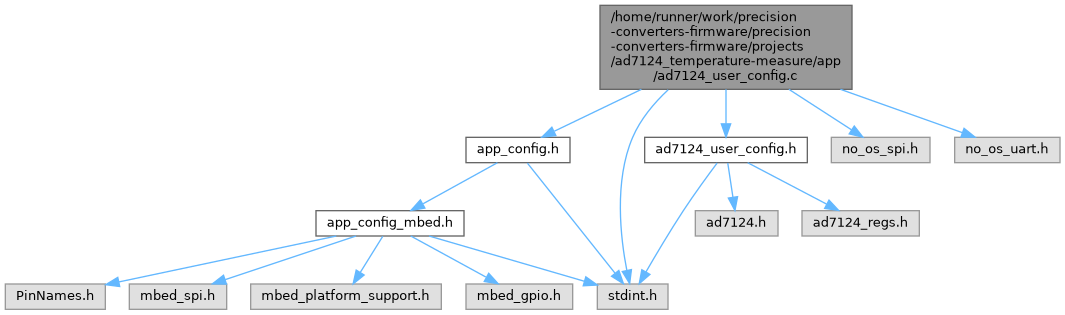 /home/runner/work/precision
-converters-firmware/precision
-converters-firmware/projects
/ad7124_temperature-measure/app
/ad7124_user_config.c
app_config.h
ad7124_user_config.h
no_os_spi.h
no_os_uart.h
app_config_mbed.h
ad7124.h
ad7124_regs.h
PinNames.h
mbed_spi.h
mbed_platform_support.h
mbed_gpio.h
stdint.h